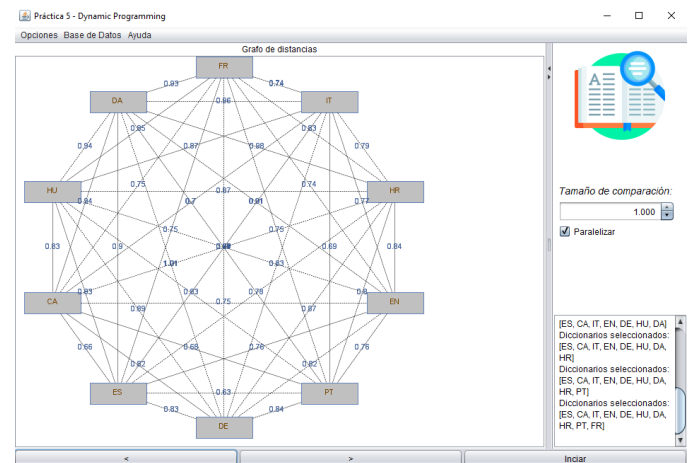 Práctica 5 - Dynamic Programming
Opciones Base de Datos Ayuda
Grafo de distancias
FR
0.93
0.74
DA
0.86
IT
0.85
0.83
0.94
0.87
0.88
0.79
HU
0.75
0.74
HR
0.87
0.94
0.7
0.91
0.77
0.75
0.75
0.83
0.9
0.69
0.84
1.01
0.83
CA
0.83
0.75
EN
0.89
0.87
0.66
0.68
0.76
0.76
0.82
0.82
ES
0.63
PT
0.83
0.84
DE
Tamaño de comparación:
1.000
Paralelizar
[ES, CA, IT, EN, DE, HU, DA]
Diccionarios seleccionados:
[ES, CA, IT, EN, DE, HU, DA,
HR]
Diccionarios seleccionados:
[ES, CA, IT, EN, DE, HU, DA,
HR, PT]
Diccionarios seleccionados:
[ES, CA, IT, EN, DE, HU, DA,
HR, PT, FR]
< > Inciar